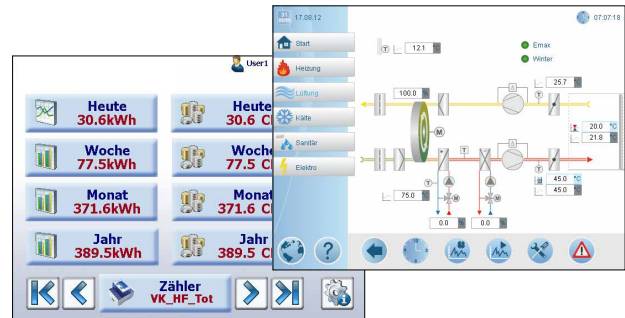 31
17.08.12
07:07:18
Start
Heizung
Lüftung
Kälte
Sanitär
Elektro
T 12.1 °C
Emax
Winter
100.0 %
T 25.7 °C
M
20.0 °C
21.8 °C
T
T
T
45.0 °C
45.0 °C
75.0 %
M
M
0.0 %
0.0 %
?
User1
Heute
30.6kWh
Heute
30.6 C
Woche
77.5kWh
Woche
77.5 C
Monat
371.6kWh
Monat
371.6 C
Jahr
389.5kWh
Jahr
389.5 C
Zähler
VK_HF_Tot